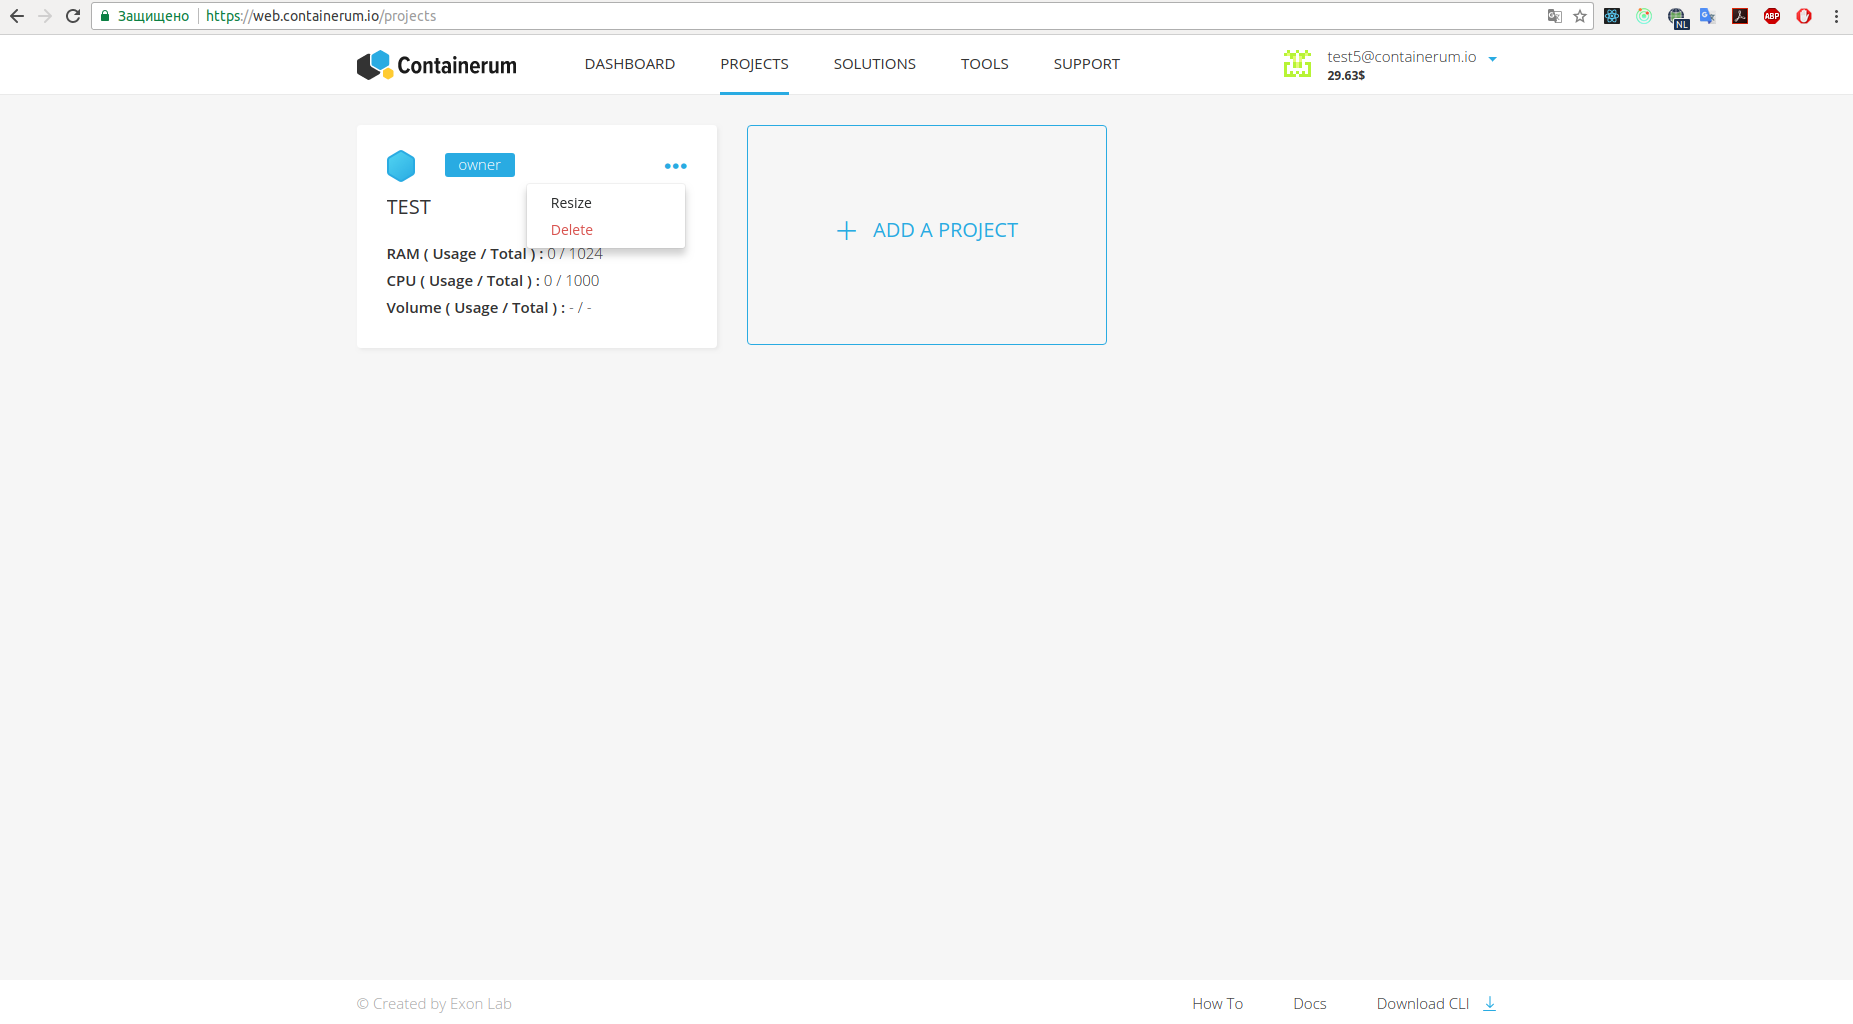 Защищено https://web.containerum.io/projects
NL
ABP
Containerum DASHBOARD PROJECTS SOLUTIONS TOOLS SUPPORT test5@containerum.io
29.63$
owner
Resize
TEST
Delete
ADD A PROJECT
RAM ( Usage / Total ) : 0 / 1024
CPU ( Usage / Total ) : 0 / 1000
Volume ( Usage / Total ) : - / -
© Created by Exon Lab How To Docs Download CLI